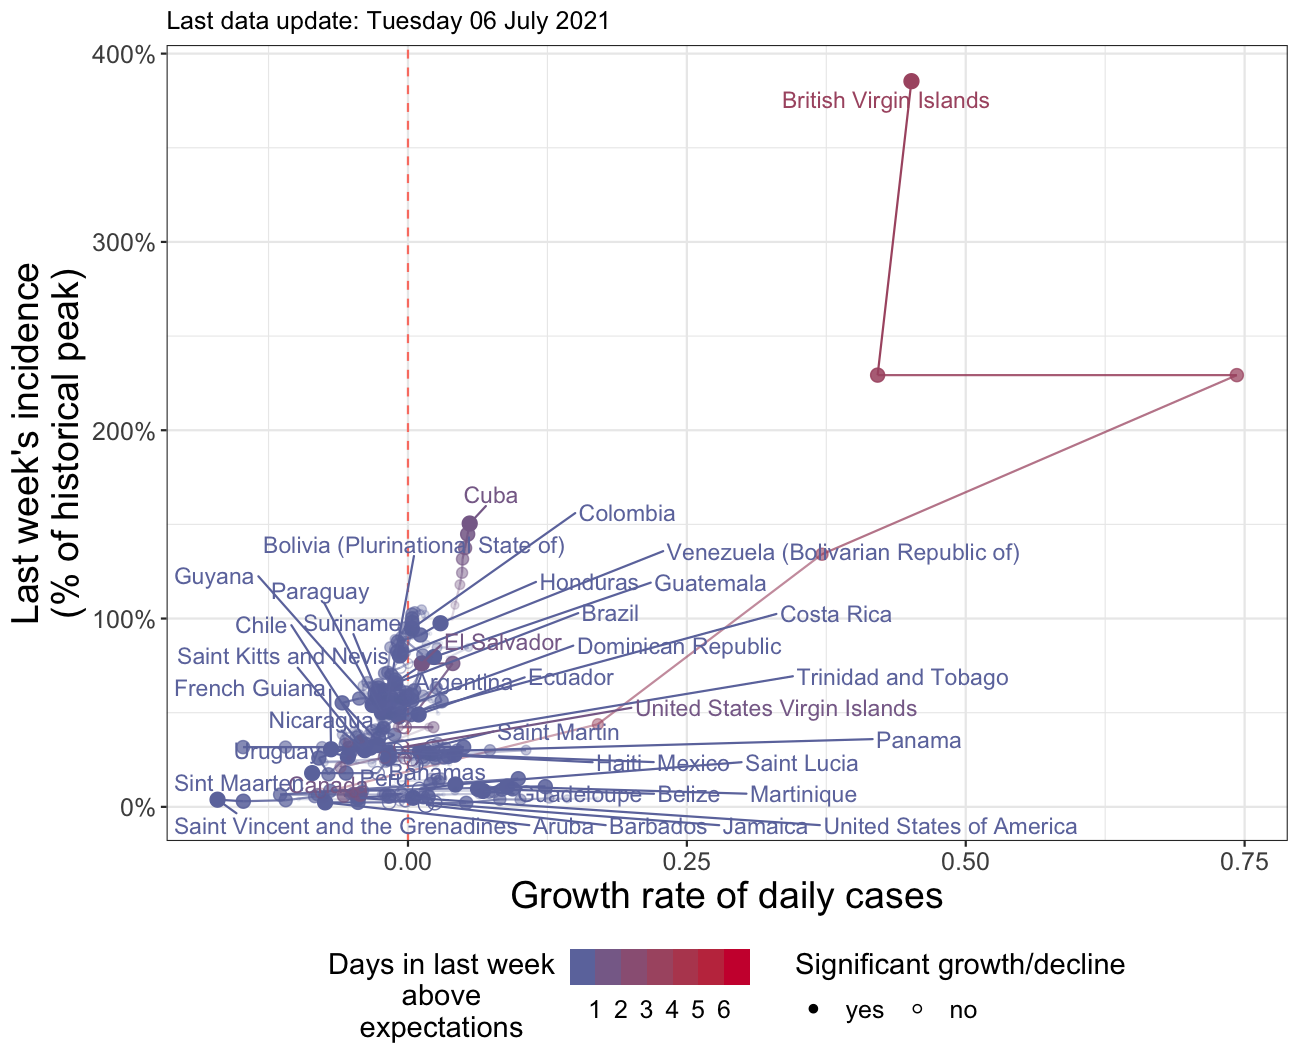 Last data update: Tuesday 06 July 2021
400%
300%
200%
100%
0%
Last week's incidence
(% of historical peak)
British Virgin Islands
Cuba
Colombia
Bolivia (Plurinational State of)
Venezuela (Bolivarian Republic of)
Guyana
Honduras
Guatemala
Paraguay
Brazil
Costa Rica
Chile
Suriname
El Salvador
Dominican Republic
Saint Kitts and Nevis
Argentina
Ecuador
Trinidad and Tobago
French Guiana
United States Virgin Islands
Nicaragua
Saint Martin
Panama
Uruguay
Haiti
Mexico
Saint Lucia
Sint Maarten
Canada
Peru
Bahamas
Guadeloupe
Belize
Martinique
Saint Vincent and the Grenadines
Aruba
Barbados
Jamaica
United States of America
0.00
0.25
0.50
0.75
Growth rate of daily cases
Days in last week
above
expectations
1 2 3 4 5 6
Significant growth/decline
yes
no